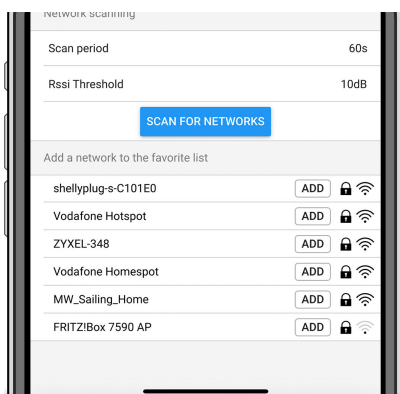 Network scanning
Scan period 60s
Rssi Threshold 10dB
SCAN FOR NETWORKS
Add a network to the favorite list
shellyplug-s-C101E0 ADD
Vodafone Hotspot ADD
ZYXEL-348 ADD
Vodafone Homespot ADD
MW_Sailing_Home ADD
FRITZ!Box 7590 AP ADD